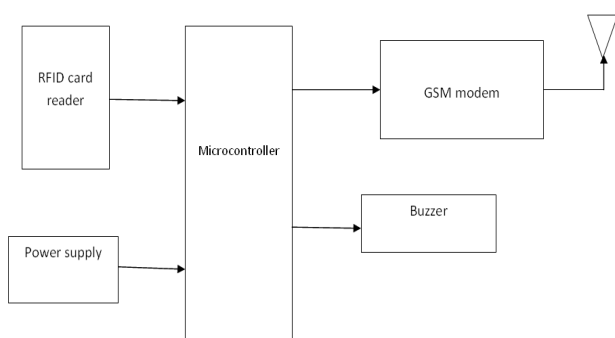 RFID card
reader
Microcontroller
GSM modem
Buzzer
Power supply